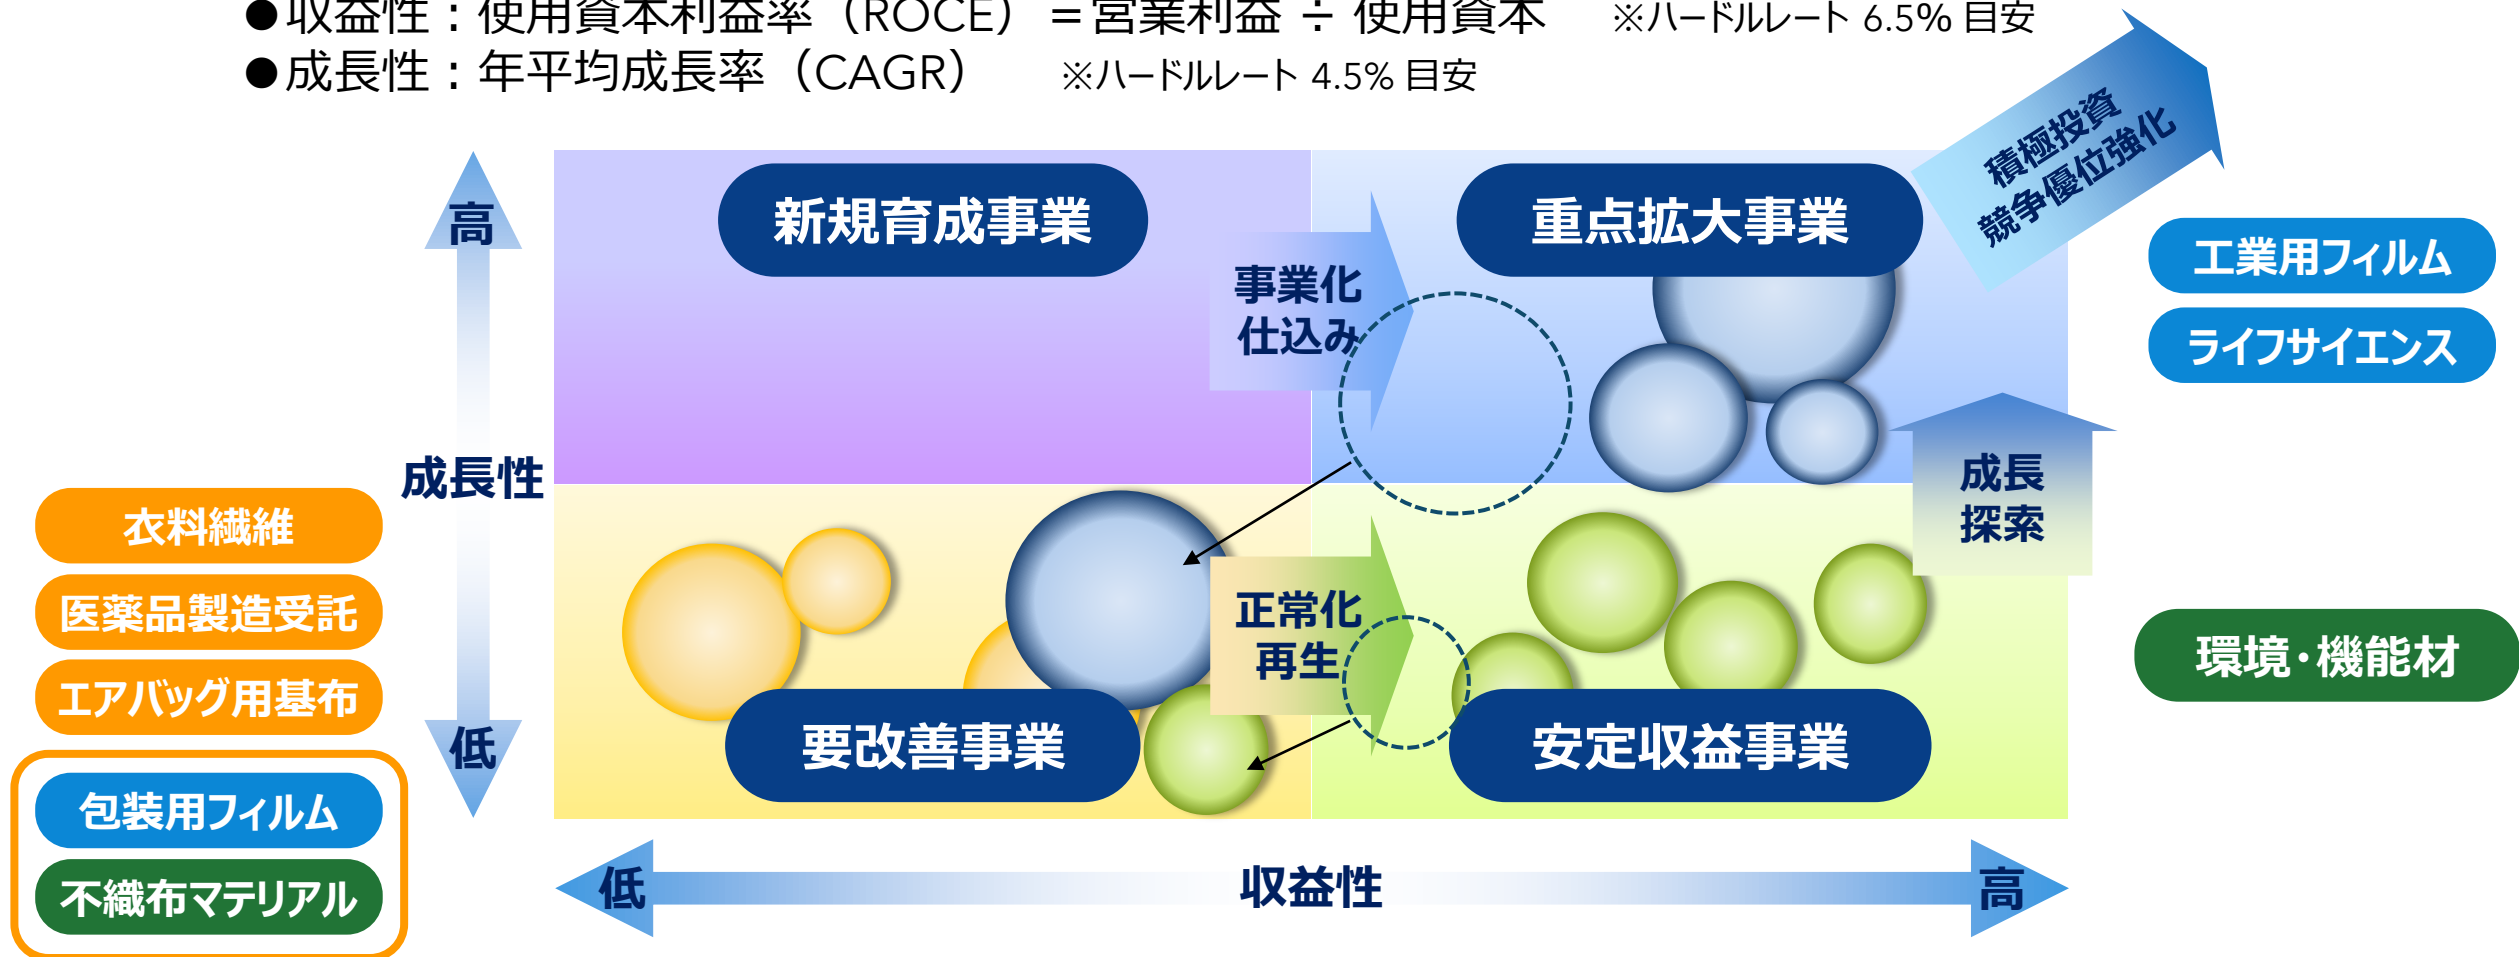 ●収益性：使用資本利益率（ROCE）＝営業利益 ÷ 使用資本 ※ハードルレート 6.5% 目安
●成長性：年平均成長率（CAGR） ※ハードルレート 4.5% 目安
積極投資
競争優位強化
高
新規育成事業
重点拡大事業
工業用フィルム
事業化
仕込み
ライフサイエンス
成長性
成長
探索
衣料繊維
医薬品製造受託
エアバッグ用基布
正常化
再生
環境・機能材
低
要改善事業
安定収益事業
包装用フィルム
不織布マテリアル
低
収益性
高